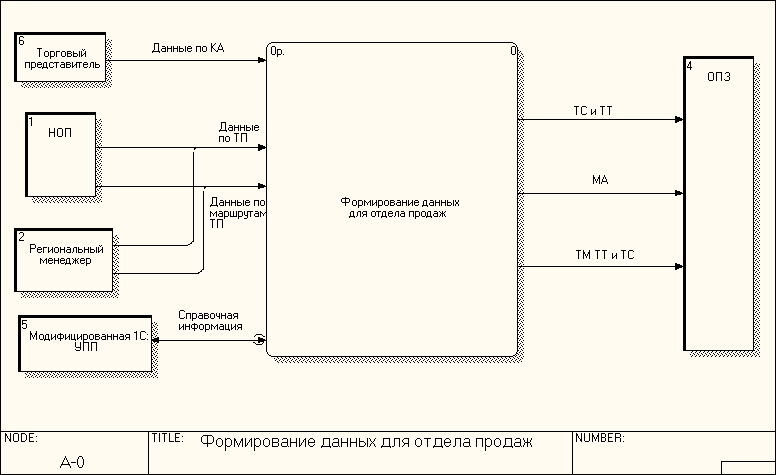 6
Торговый
представитель
Данные по КА
0р.
0
4
ОПЗ
1
НОП
Данные
по ТП
ТС и ТТ
Данные по
маршрутам
ТП
Формирование данных
для отдела продаж
МА
2
Региональный
менеджер
ТМ ТТ и ТС
5
Модифицированная 1С:
УПП
Справочная
информация
NODE:
A-0
TITLE:
Формирование данных для отдела продаж
NUMBER: